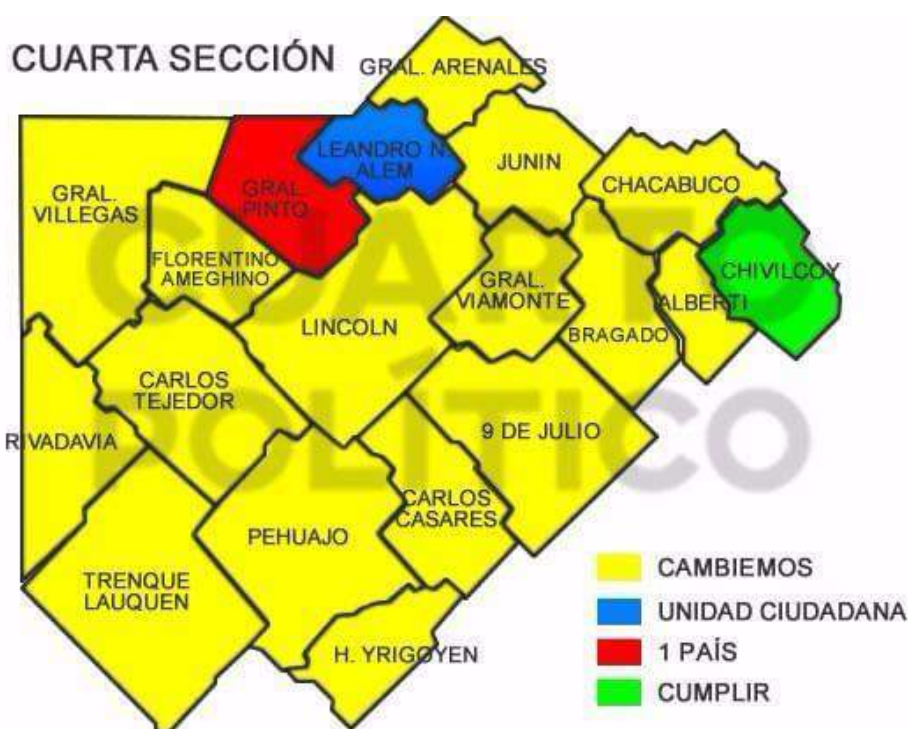 CUARTA SECCIÓN
GRAL. ARENALES
LEANDRO N.
ALEM
JUNIN
CHACABUCO
GRAL.
VILLEGAS
GRAL.
PINTO
FLORENTINO
AMEGHINO
LINCOLN
GRAL.
VIAMONTE
BRAGADO
ALBERTI
CHIVILCOY
CARLOS
TEJEDOR
RIVADAVIA
9 DE JULIO
CARLOS
CASARES
PEHUAJO
TRENQUE
LAUQUEN
H. YRIGOYEN
CUARTO
POLÍTICO
CAMBIEMOS
UNIDAD CIUDADANA
1 PAÍS
CUMPLIR